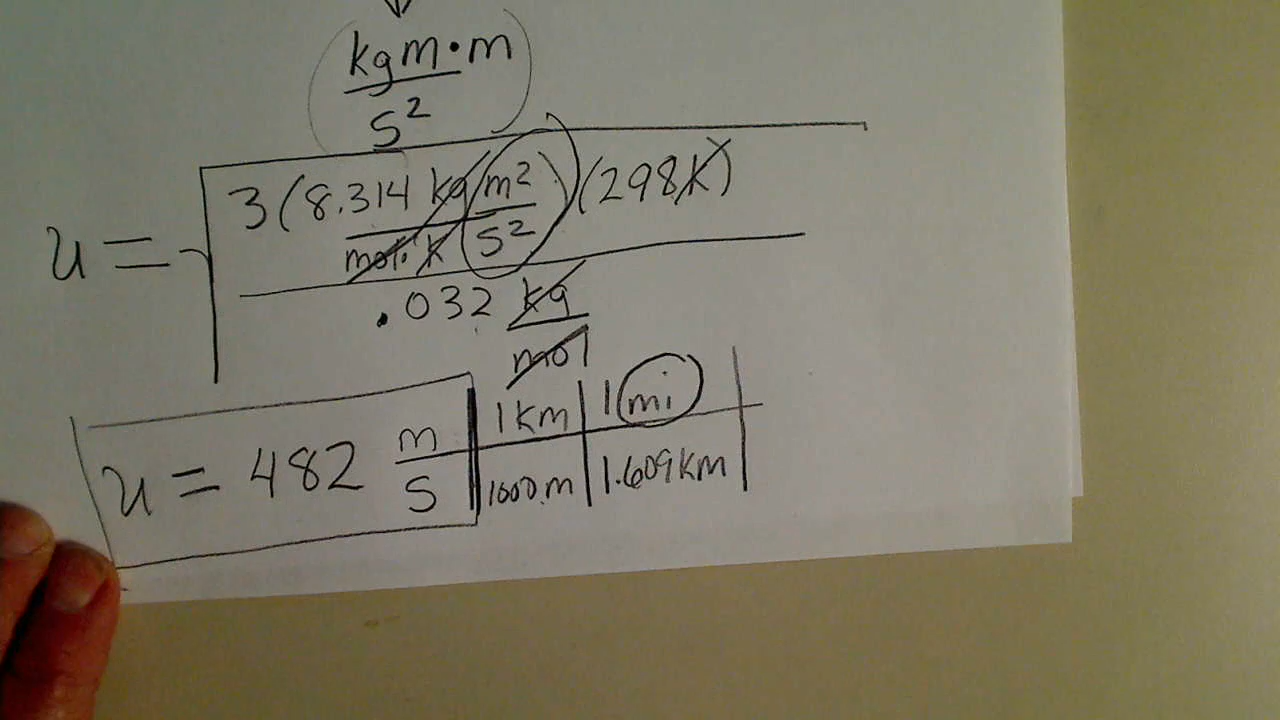 (kgm·m)
s²
u = √ 3(8.314 kg m²)(298K)
mol·K s²
.032 kg
mol
1 km 1 mi
u = 482 m
s 1000 m 1.609 km